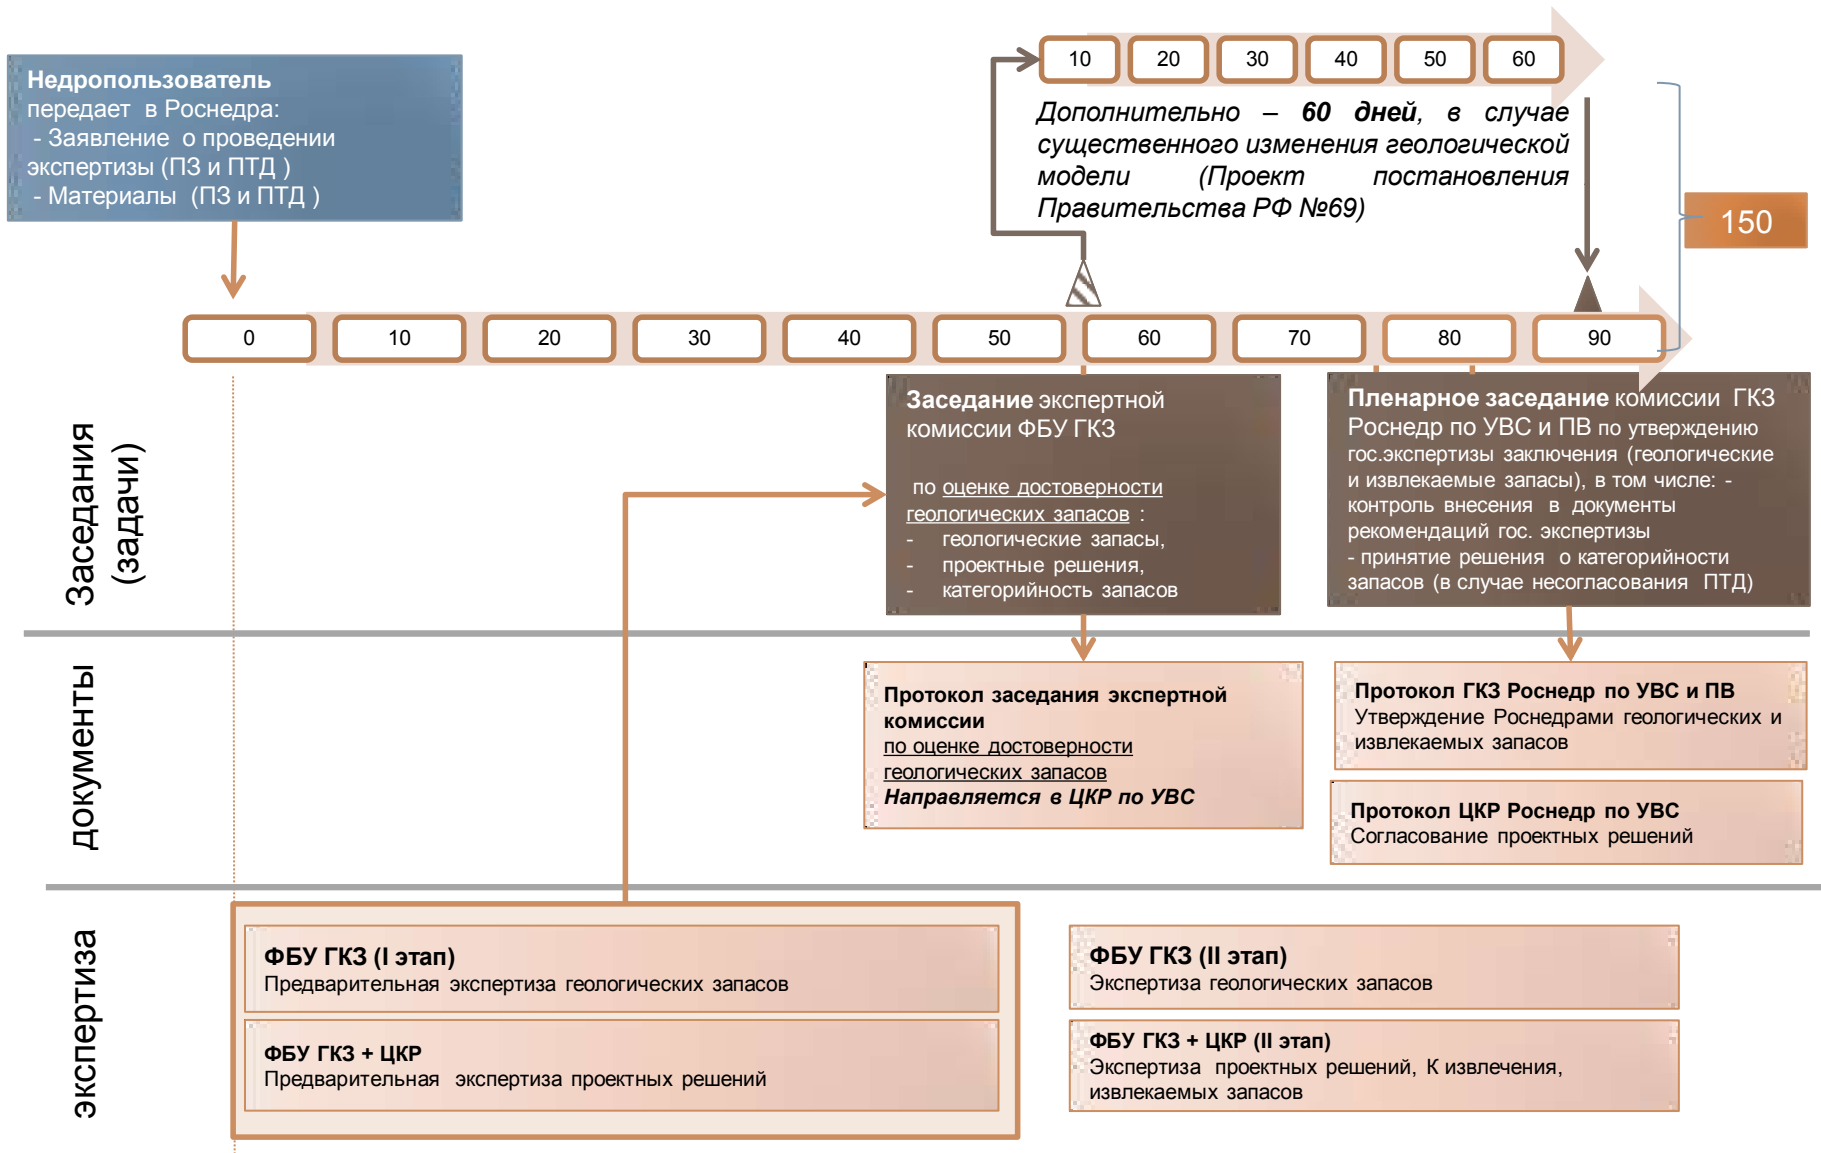 Недропользователь
передает в Роснедра:
- Заявление о проведении
экспертизы (ПЗ и ПТД )
- Материалы (ПЗ и ПТД )
10 20 30 40 50 60
Дополнительно – 60 дней, в случае
существенного изменения геологической
модели (Проект постановления
Правительства РФ №69)
150
0 10 20 30 40 50 60 70 80 90
Заседания
(задачи)
Заседание экспертной
комиссии ФБУ ГКЗ
по оценке достоверности
геологических запасов :
- геологические запасы,
- проектные решения,
- категорийность запасов
Пленарное заседание комиссии ГКЗ
Роснедр по УВС и ПВ по утверждению
гос.экспертизы заключения (геологические
и извлекаемые запасы), в том числе: -
контроль внесения в документы
рекомендаций гос. экспертизы
- принятие решения о категорийности
запасов (в случае несогласования ПТД)
документы
Протокол заседания экспертной
комиссии
по оценке достоверности
геологических запасов
Направляется в ЦКР по УВС
Протокол ГКЗ Роснедр по УВС и ПВ
Утверждение Роснедрами геологических и
извлекаемых запасов
Протокол ЦКР Роснедр по УВС
Согласование проектных решений
экспертиза
ФБУ ГКЗ (I этап)
Предварительная экспертиза геологических запасов
ФБУ ГКЗ + ЦКР
Предварительная экспертиза проектных решений
ФБУ ГКЗ (II этап)
Экспертиза геологических запасов
ФБУ ГКЗ + ЦКР (II этап)
Экспертиза проектных решений, К извлечения,
извлекаемых запасов